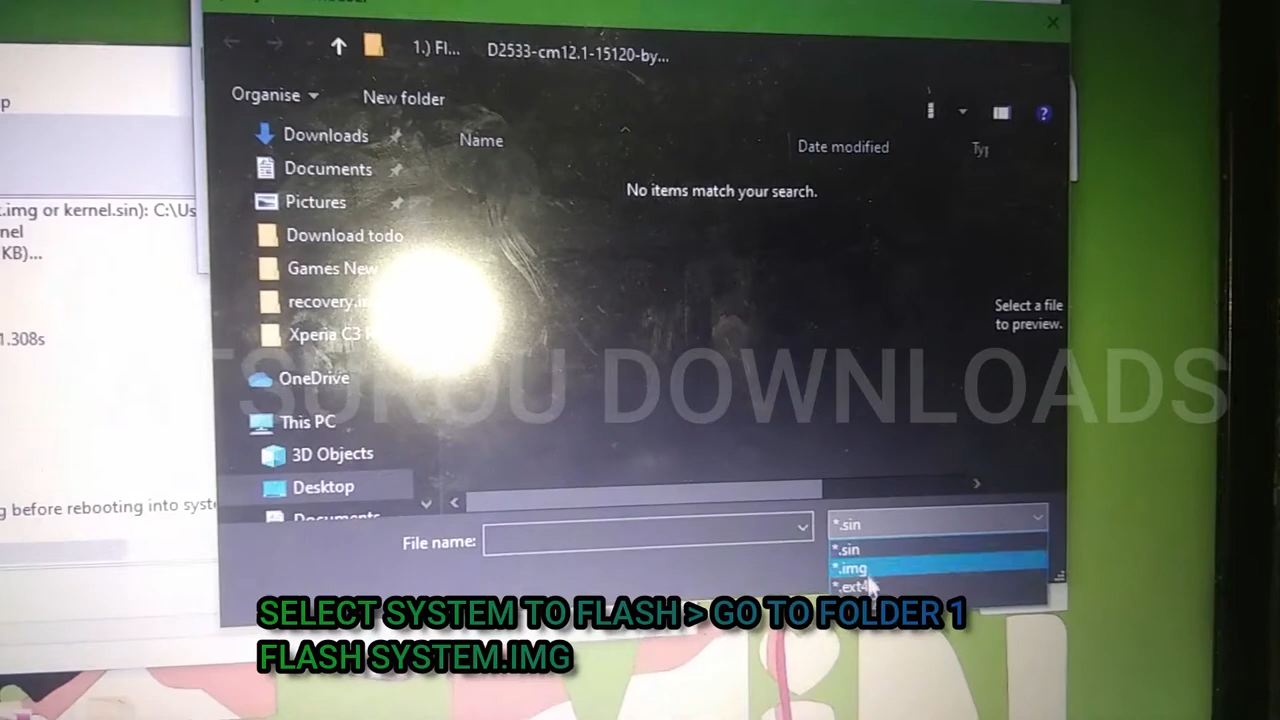 1.) Fl... D2533-cm12.1-15120-by...
Organise New folder
Downloads
Documents
Pictures
Download todo
Games New
Xperia C3
OneDrive
This PC
3D Objects
Desktop
Documents
Name Date modified
No items match your search.
Select a file
to preview.
File name:
*.sin
*.sin
*.img
*.ext4
.img or kernel.sin): C:\Us
nel
KB)...
1.308s
g before rebooting into syst
DOWNLOADS
SELECT SYSTEM TO FLASH > GO TO FOLDER 1
FLASH SYSTEM.IMG